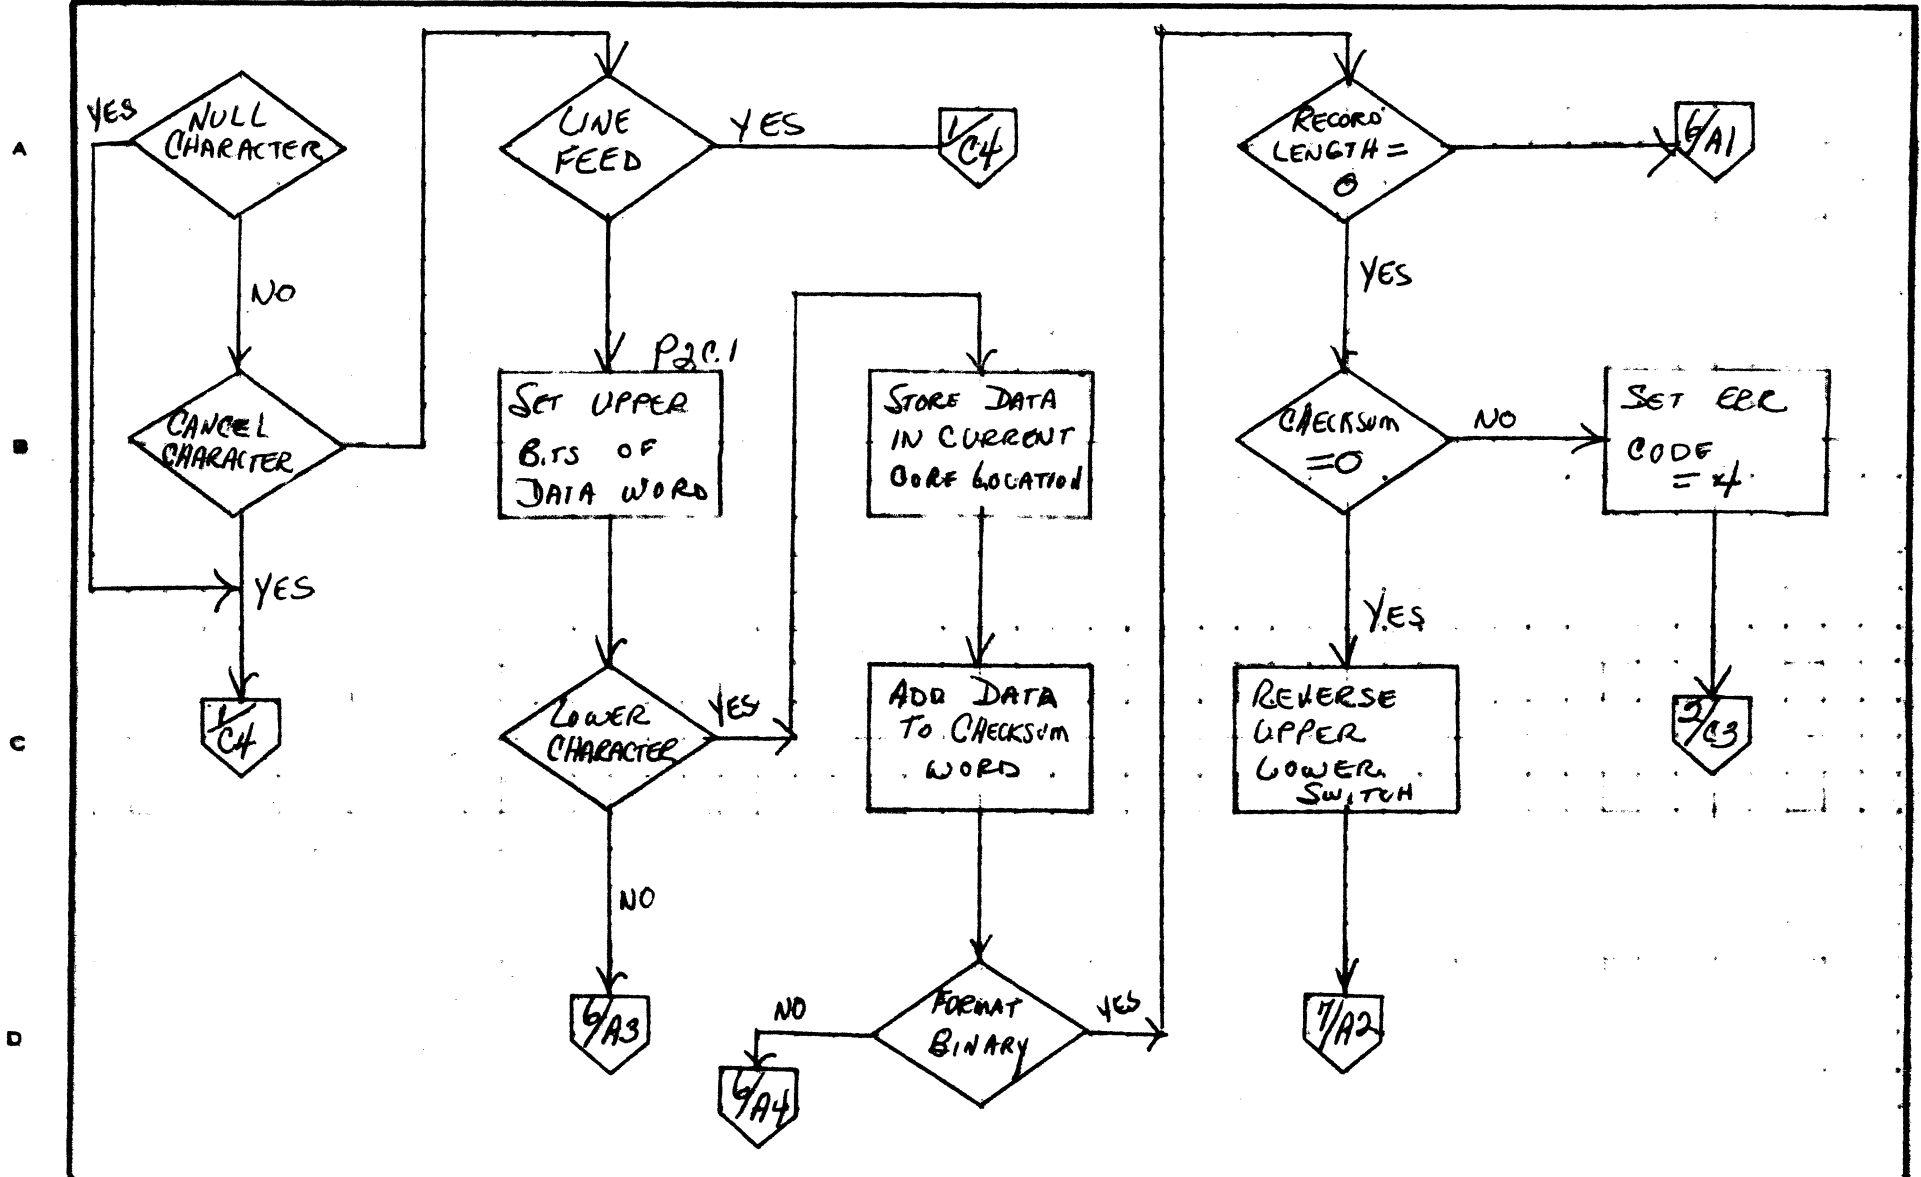 A
B
C
D
YES
NULL
CHARACTER
NO
CANCEL
CHARACTER
YES
1/C4
LINE
FEED
YES
1/C4
P2C.1
SET UPPER
BITS OF
DATA WORD
LOWER
CHARACTER
YES
NO
6/A3
STORE DATA
IN CURRENT
CORE LOCATION
ADD DATA
TO CHECKSUM
WORD
FORMAT
BINARY
NO
6/A4
YES
RECORD
LENGTH =
0
6/A1
YES
CHECKSUM
=0
NO
SET ERR
CODE
= 4
2/C3
YES
REVERSE
UPPER
LOWER
SWITCH
7/A2